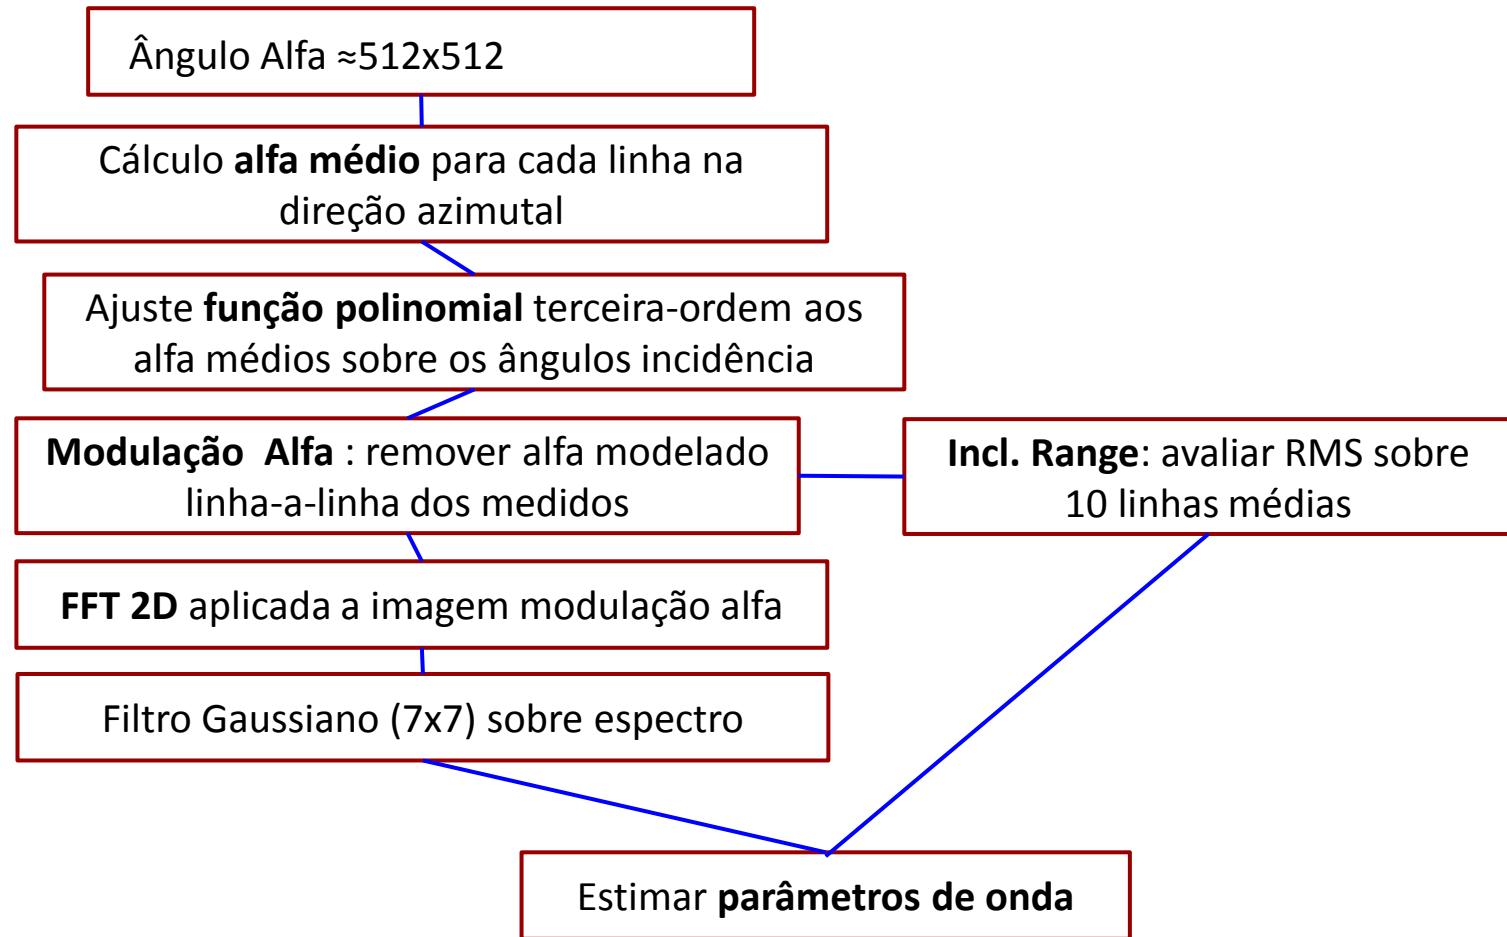 Ângulo Alfa ≈512x512
Cálculo alfa médio para cada linha na
direção azimutal
Ajuste função polinomial terceira-ordem aos
alfa médios sobre os ângulos incidência
Modulação Alfa : remover alfa modelado
linha-a-linha dos medidos
Incl. Range: avaliar RMS sobre
10 linhas médias
FFT 2D aplicada a imagem modulação alfa
Filtro Gaussiano (7x7) sobre espectro
Estimar parâmetros de onda